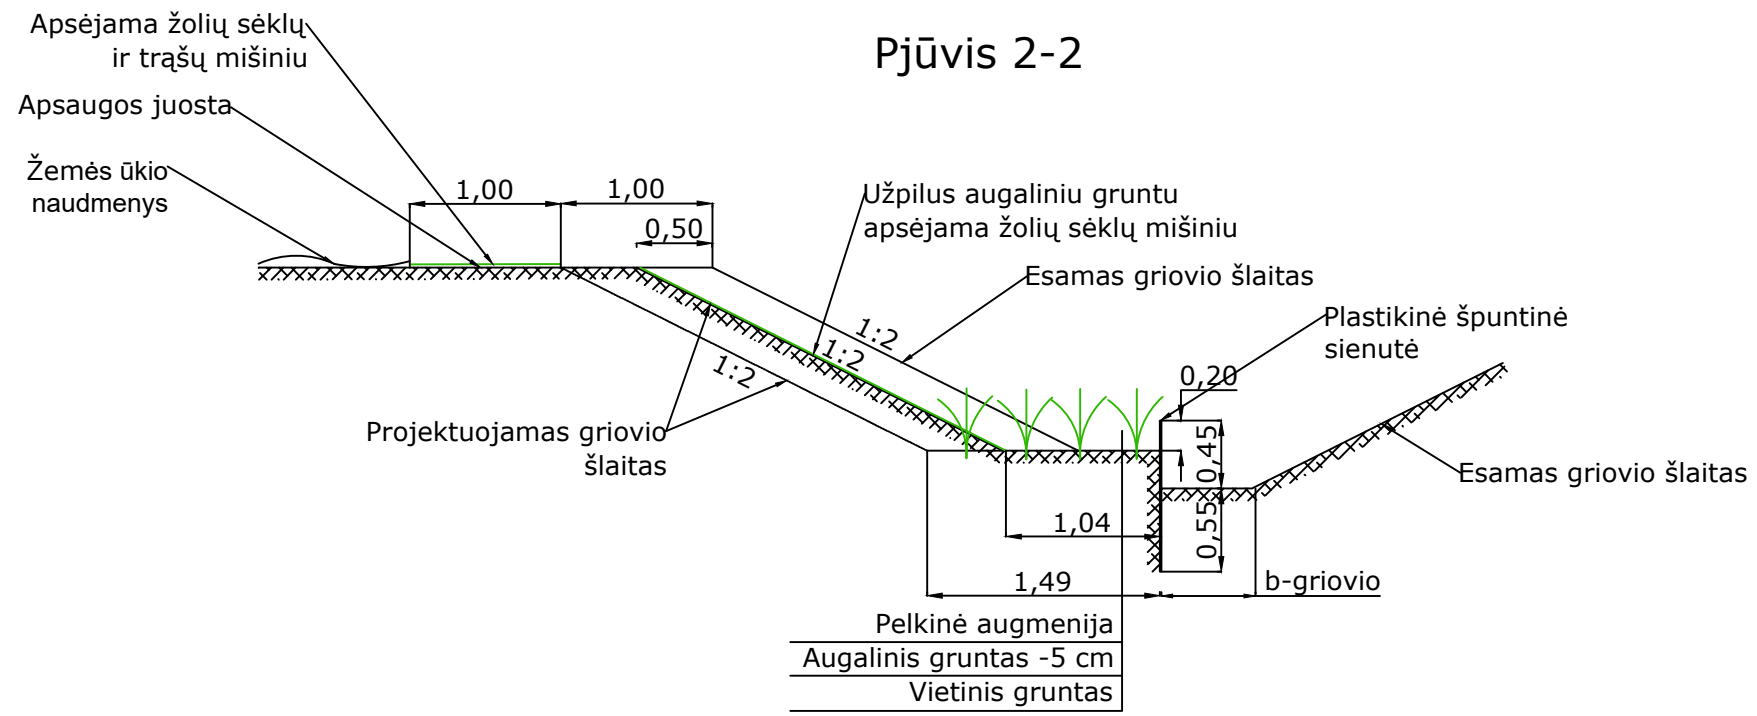 Pjūvis 2-2
Apsėjama žolių sėklų
ir trąšų mišiniu
Apsaugos juosta
Žemės ūkio
naudmenys
1,00
1,00
0,50
Užpilus augaliniu gruntu
apsėjama žolių sėklų mišiniu
Esamas griovio šlaitas
Plastikinė špuntinė
sienutė
1:2
1:2
1:2
0,20
0,45
Projektuojamas griovio
šlaitas
Esamas griovio šlaitas
0,55
1,04
1,49
b-griovio
Pelkinė augmenija
Augalinis gruntas -5 cm
Vietinis gruntas